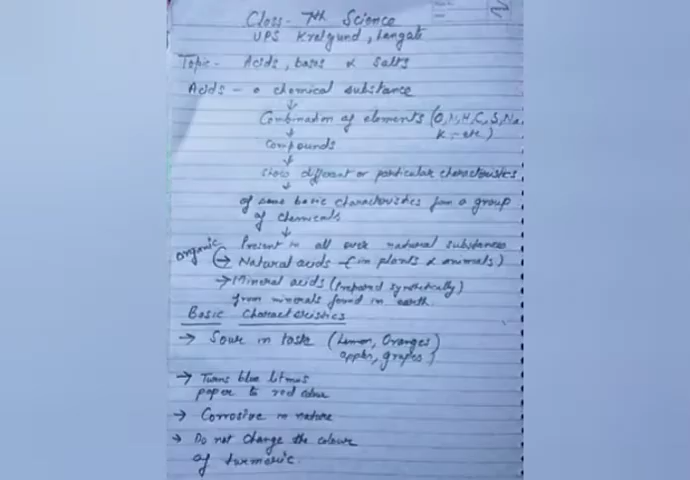 Class - 7th Science
UPS Kralgund, Langate
Topic - Acids, bases & Salts
Acids - a chemical substance
Combination of elements (O, N, H, C, S, Na,
K - etc)
Compounds
Show different or particular characteristics
of same basic characteristics form a group
of chemicals
Present in all over natural substances
organic → Natural acids - (in plants & animals)
→ Mineral acids (Prepared synthetically)
from minerals found in earth.
Basic Characteristics
→ Sour in taste (Lemon, Oranges)
apples, grapes)
→ Turns blue litmus
paper to red colour
→ Corrosive in nature
→ Do not change the colour
of turmeric.